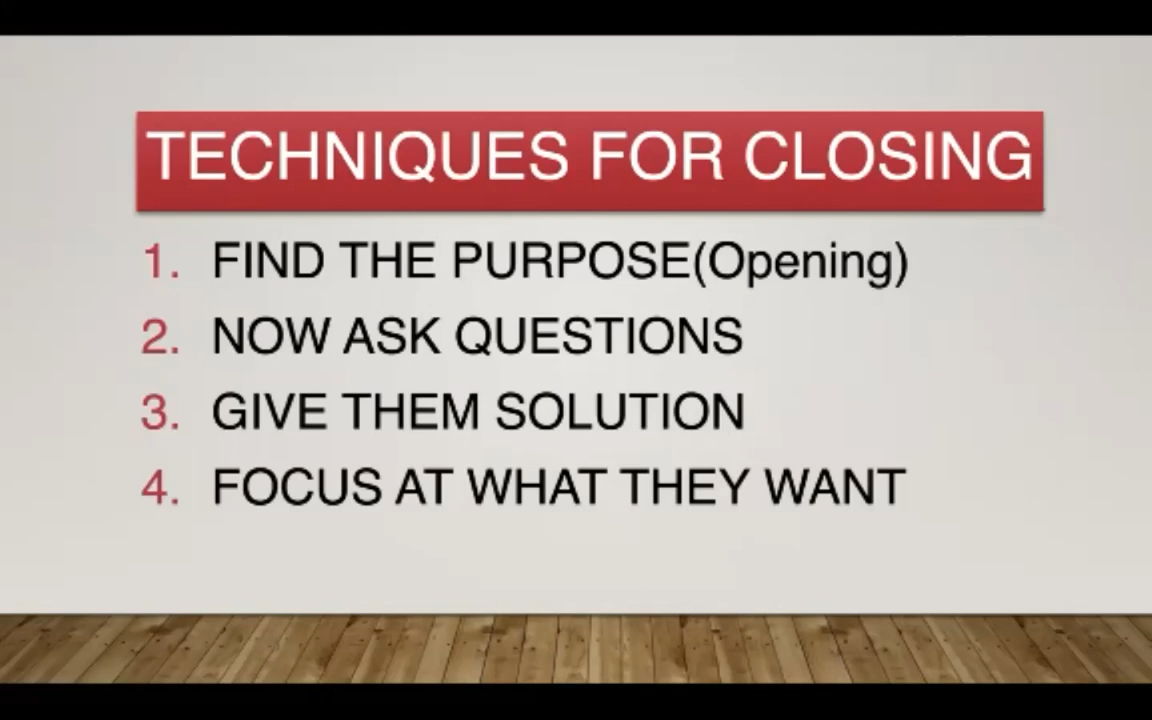 TECHNIQUES FOR CLOSING
1. FIND THE PURPOSE(Opening)
2. NOW ASK QUESTIONS
3. GIVE THEM SOLUTION
4. FOCUS AT WHAT THEY WANT